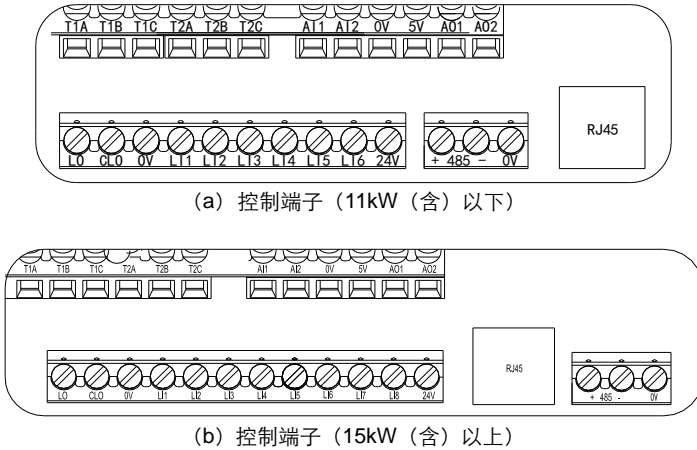 T1A T1B T1C T2A T2B T2C AI1 AI2 0V 5V AO1 AO2
RJ45
LO CLO 0V LI1 LI2 LI3 LI4 LI5 LI6 24V + 485 - 0V
(a) 控制端子(11kW(含)以下)
T1A T1B T1C T2A T2B T2C AI1 AI2 0V 5V AO1 AO2
RJ45
LO CLO 0V LI1 LI2 LI3 LI4 LI5 LI6 LI7 LI8 24V + 485 - 0V
(b) 控制端子(15kW(含)以上)